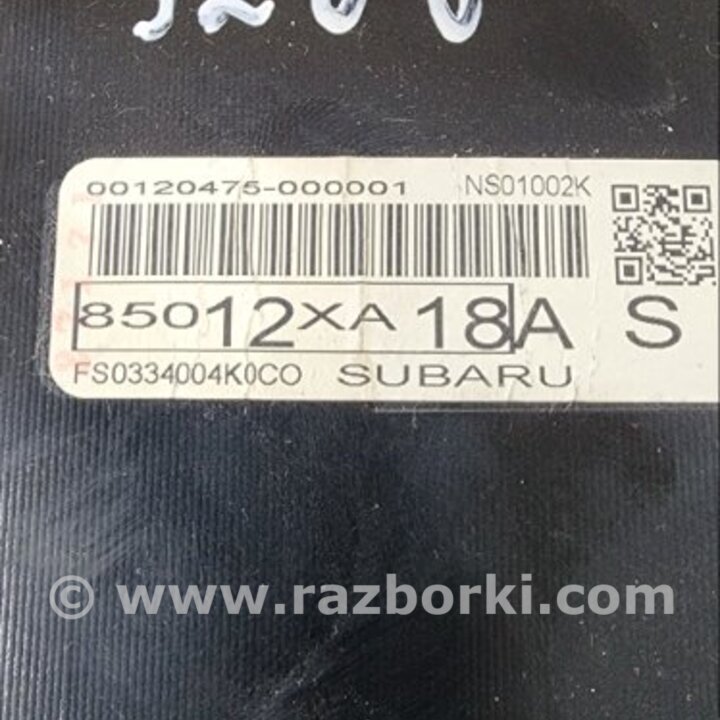 00120475-000001 NS01002K
85012XA18A S
FS0334004K0CO SUBARU
© www.razborki.com